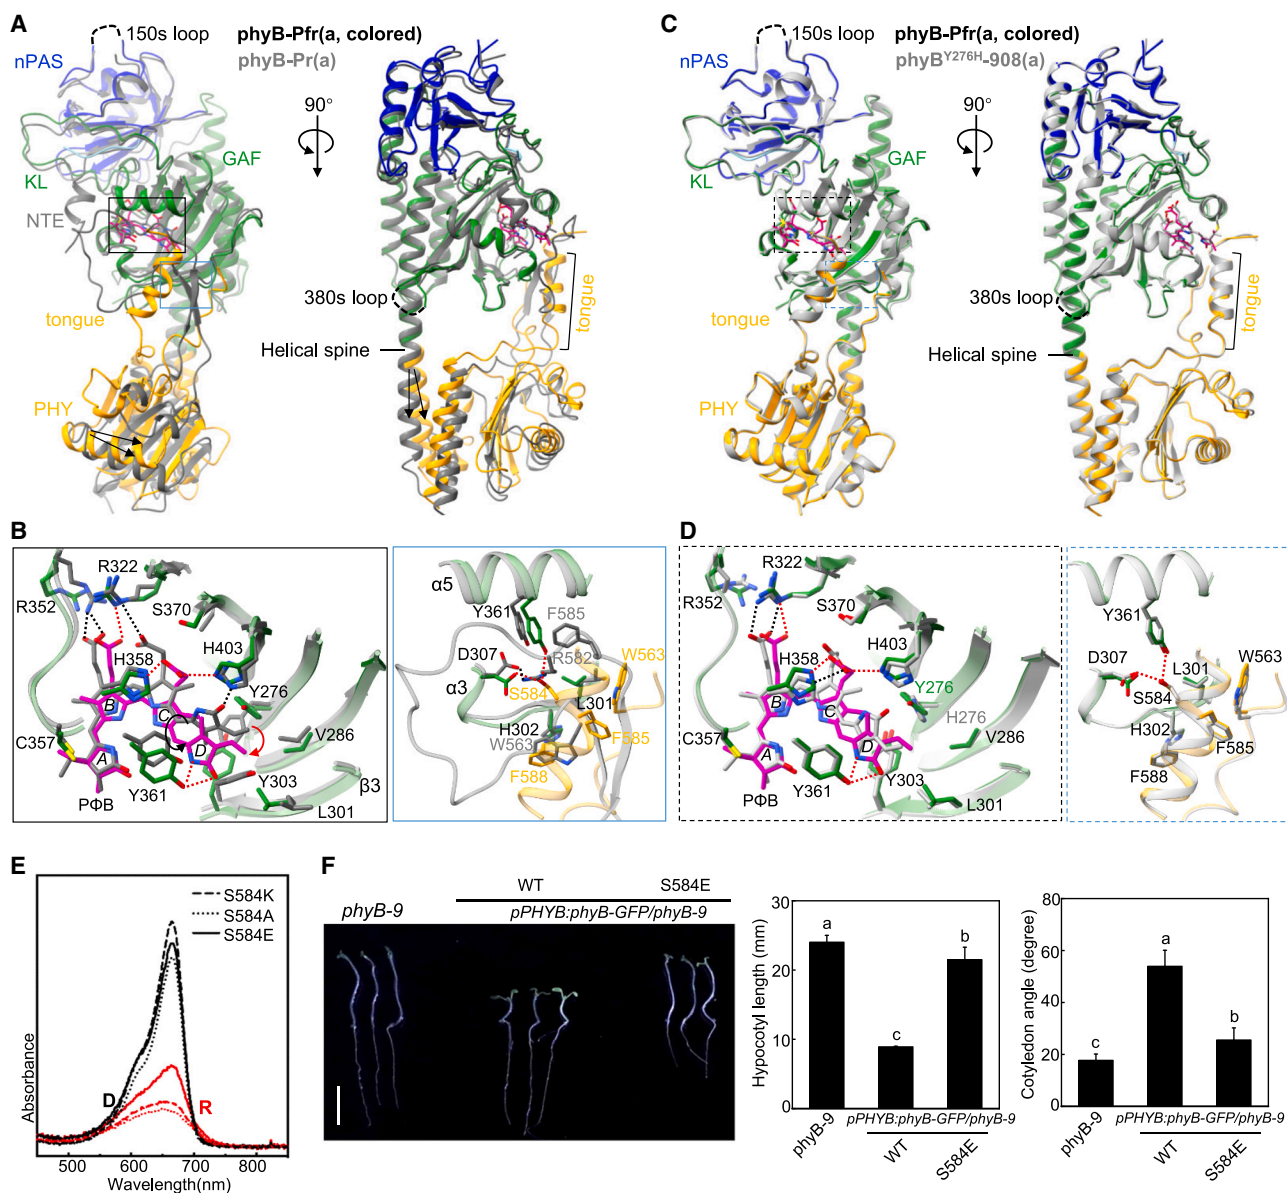 A
150s loop
nPAS
phyB-Pfr(a, colored)
phyB-Pr(a)
90°
GAF
KL
NTE
380s loop
tongue
tongue
Helical spine
PHY
C
150s loop
nPAS
phyB-Pfr(a, colored)
phyBY276H-908(a)
90°
GAF
KL
380s loop
tongue
tongue
Helical spine
PHY
B
R322
R352
S370
H358
H403
Y276
B
C
D
A
V286
C357
PΦB
Y361
Y303
β3
L301
α5
Y361
F585
D307
R582
W563
α3
S584
L301
H302
W563
F585
F588
D
R322
R352
S370
H358
H403
Y276
H276
B
C
D
A
V286
C357
PΦB
Y361
Y303
L301
Y361
D307
L301
W563
S584
H302
F585
F588
E
S584K
S584A
S584E
D
R
Absorbance
500 600 700 800
Wavelength(nm)
F
WT
S584E
phyB-9
pPHYB:phyB-GFP/phyB-9
Hypocotyl length (mm)
30
20
10
0
a
c
b
phyB-9
pPHYB:phyB-GFP/phyB-9
WT
S584E
Cotyledon angle (degree)
80
60
40
20
0
c
a
b
phyB-9
pPHYB:phyB-GFP/phyB-9
WT
S584E